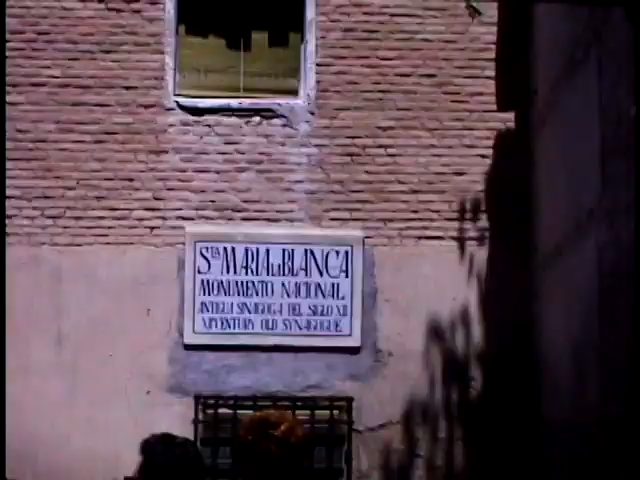 STA MARIA LA BLANCA
MONUMENTO NACIONAL
ANTIGUA SINAGOGA DEL SIGLO XII
XII CENTURY OLD SYNAGOGUE